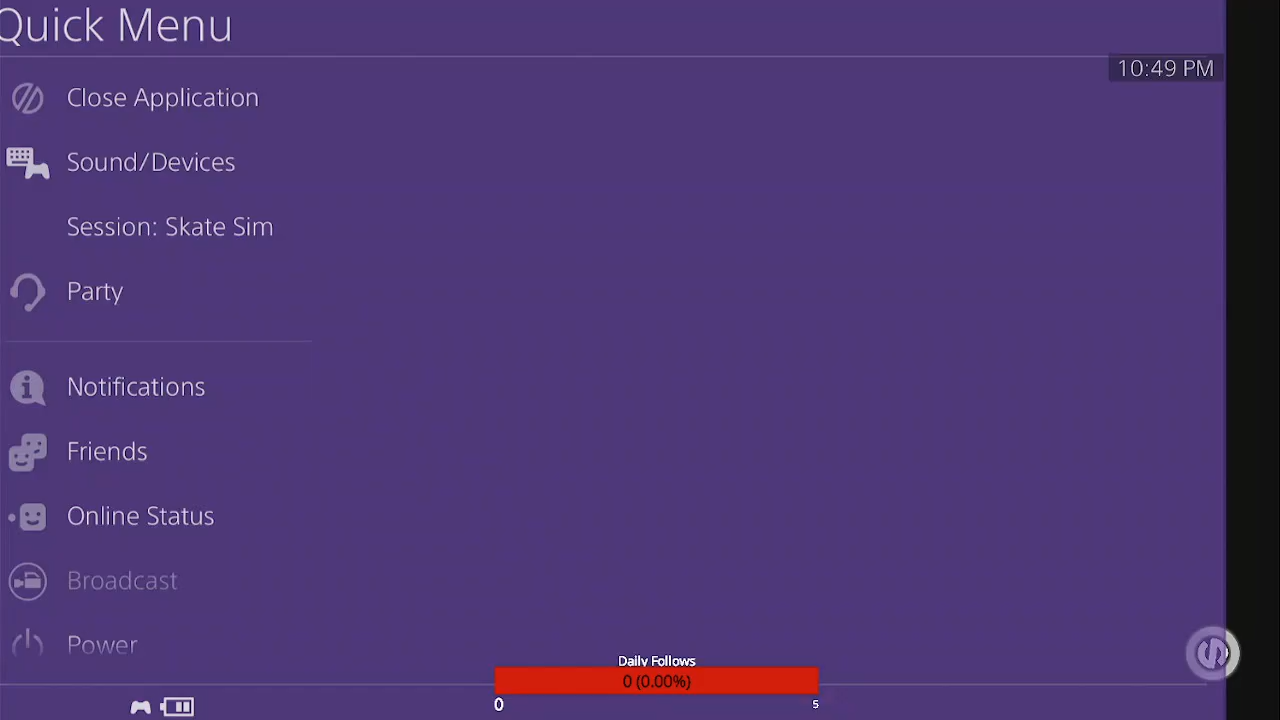 Quick Menu
10:49 PM
Close Application
Sound/Devices
Session: Skate Sim
Party
Notifications
Friends
Online Status
Broadcast
Power
Daily Follows
0 (0.00%)
0
5